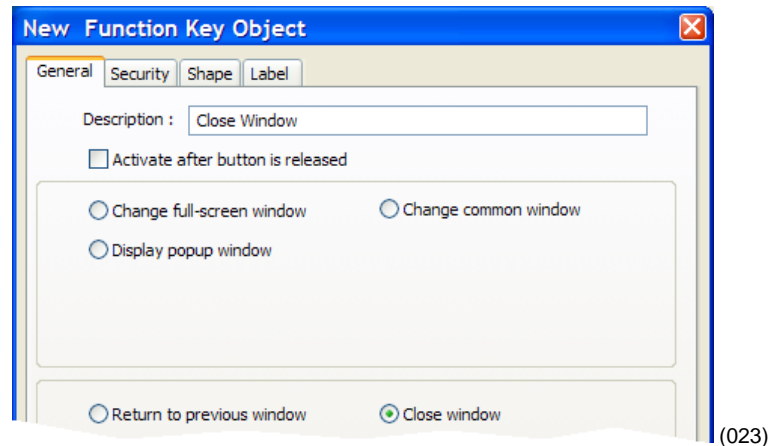 New Function Key Object
General Security Shape Label
Description : Close Window
Activate after button is released
Change full-screen window Change common window
Display popup window
Return to previous window Close window
(023)